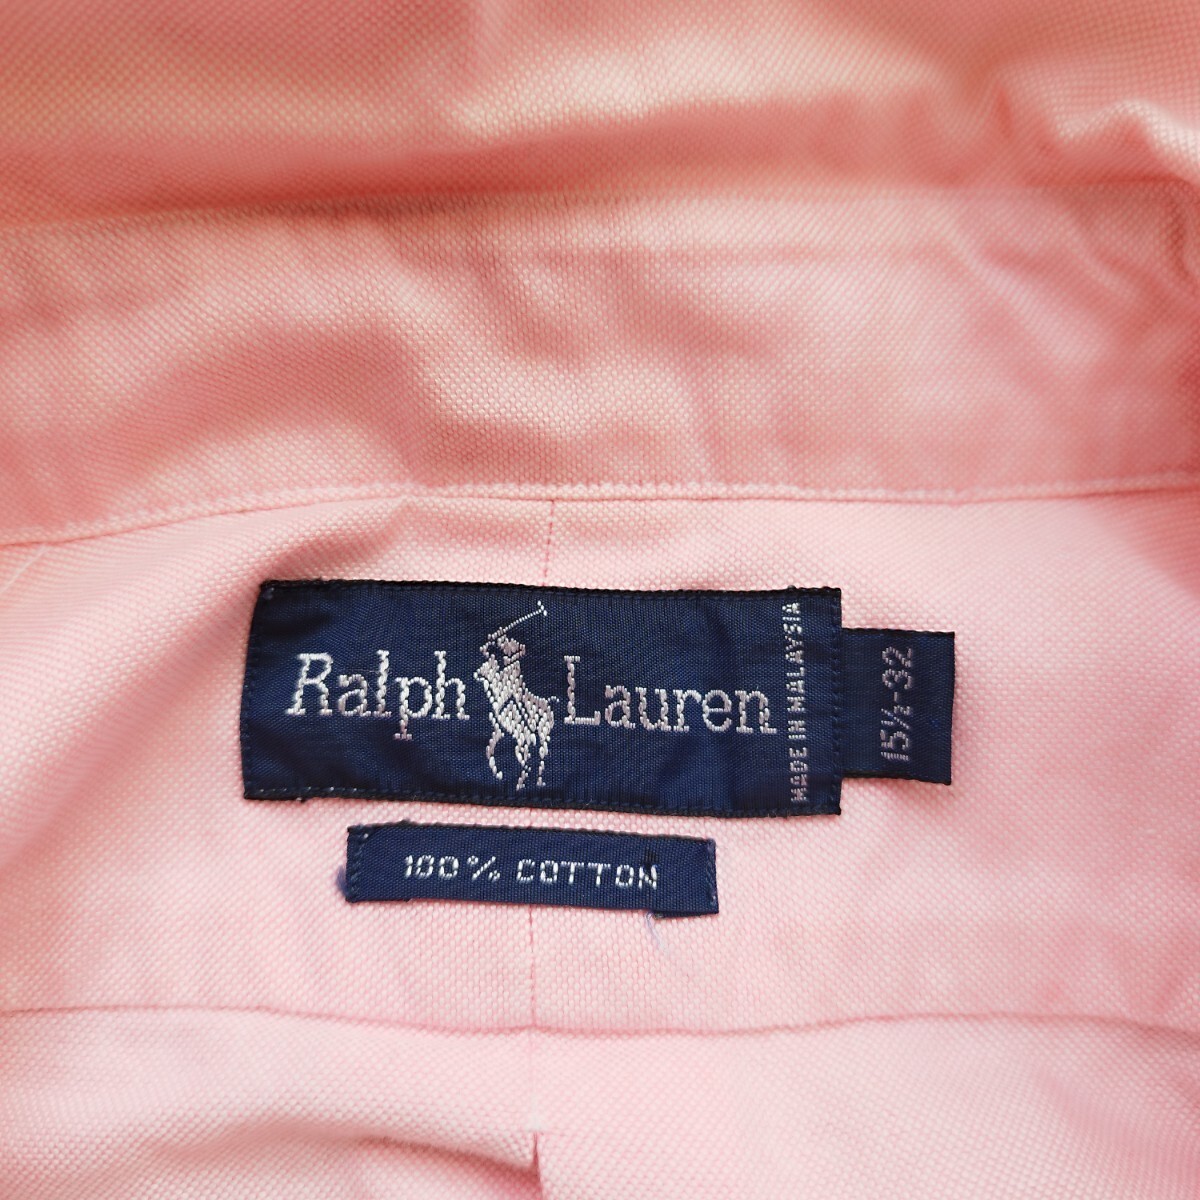 Ralph Lauren
MADE IN MALAYSIA
15½-32
100% COTTON